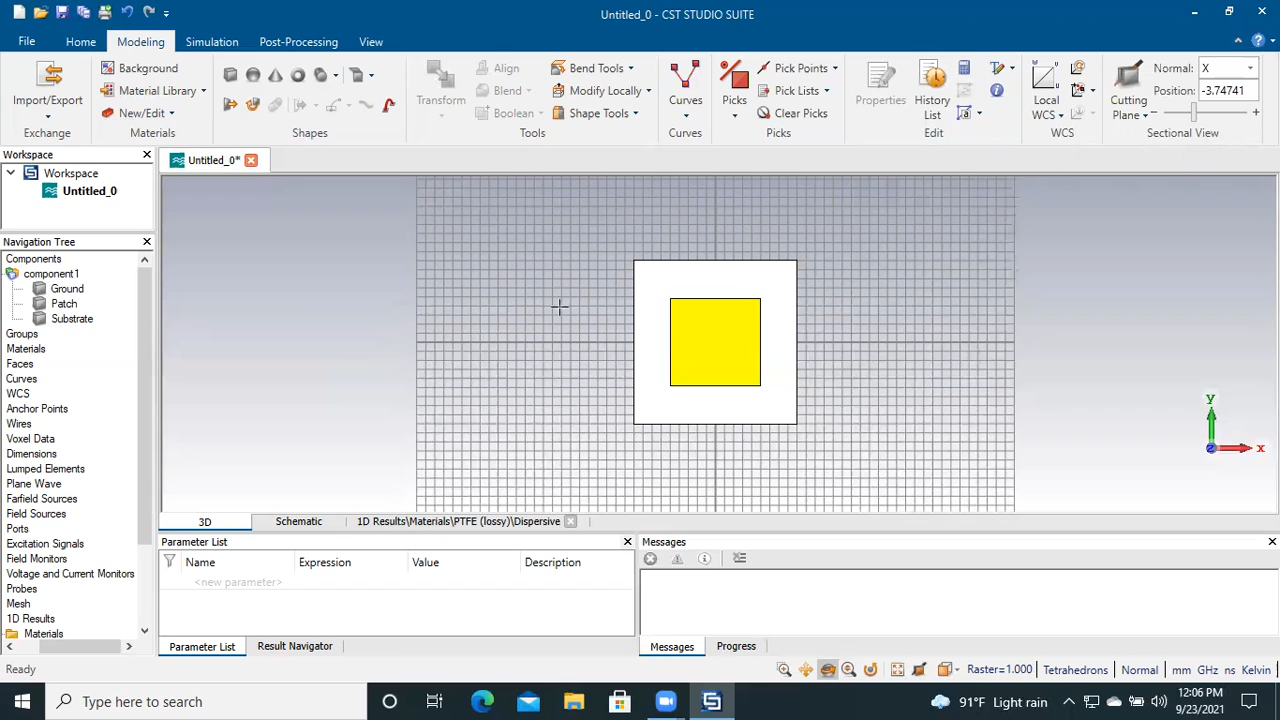 Untitled_0 - CST STUDIO SUITE
File Home Modeling Simulation Post-Processing View
Import/Export
Exchange
Background
Material Library
New/Edit
Materials
Shapes
Transform
Align
Blend
Boolean
Bend Tools
Modify Locally
Shape Tools
Tools
Curves
Curves
Picks
Pick Points
Pick Lists
Clear Picks
Picks
Properties
History List
Edit
Local WCS
WCS
Cutting Plane
Normal: X
Position: -3.74741
Sectional View
Workspace
Workspace
Untitled_0
Untitled_0*
Navigation Tree
Components
component1
Ground
Patch
Substrate
Groups
Materials
Faces
Curves
WCS
Anchor Points
Wires
Voxel Data
Dimensions
Lumped Elements
Plane Wave
Farfield Sources
Field Sources
Ports
Excitation Signals
Field Monitors
Voltage and Current Monitors
Probes
Mesh
1D Results
Materials
y
x
3D Schematic 1D Results\Materials\PTFE (lossy)\Dispersive
Parameter List
Name Expression Value Description
<new parameter>
Parameter List Result Navigator
Messages
Messages Progress
Ready
Raster=1.000 Tetrahedrons Normal mm GHz ns Kelvin
Type here to search
91°F Light rain
12:06 PM
9/23/2021